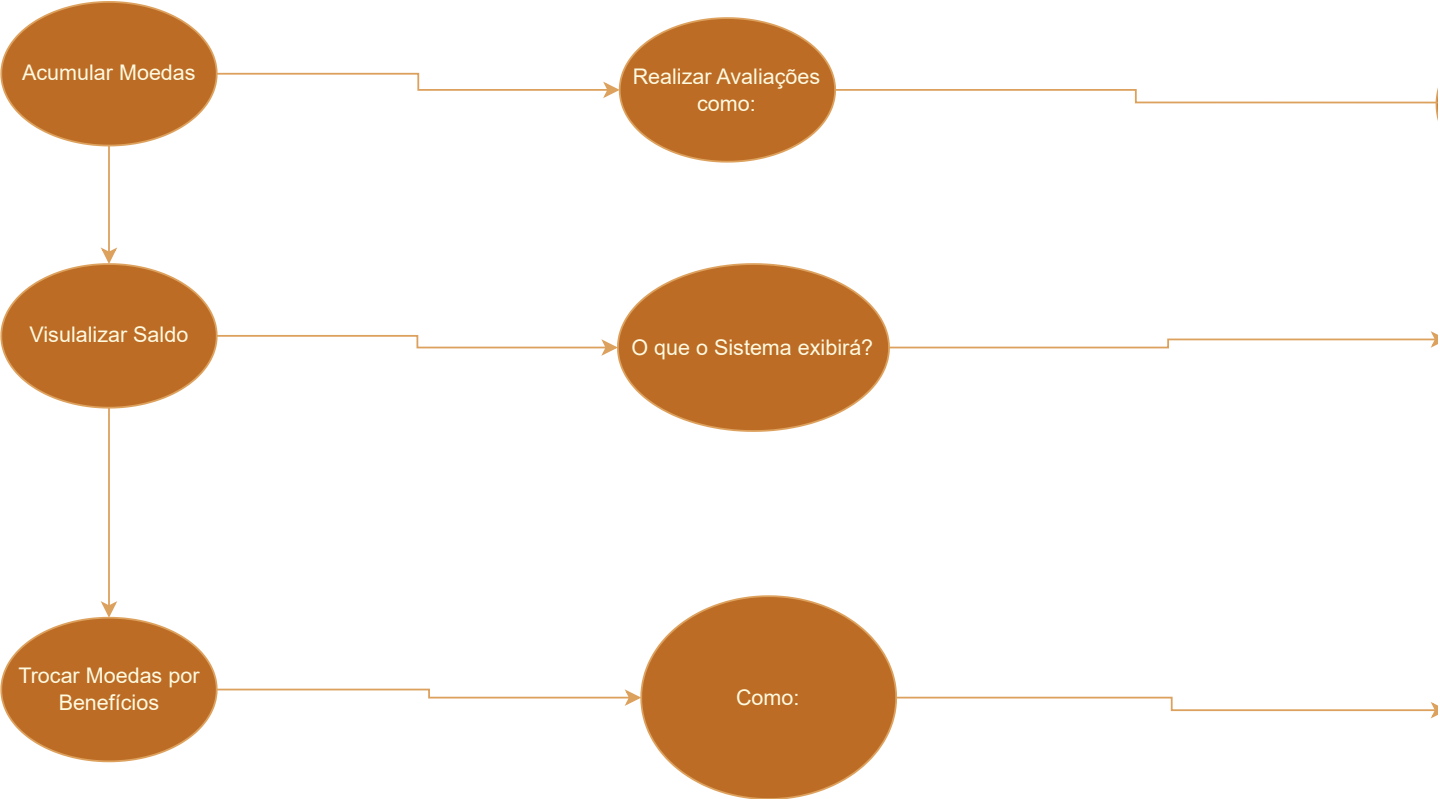 Acumular Moedas
Realizar Avaliações
como:
Visulalizar Saldo
O que o Sistema exibirá?
Trocar Moedas por
Benefícios
Como: